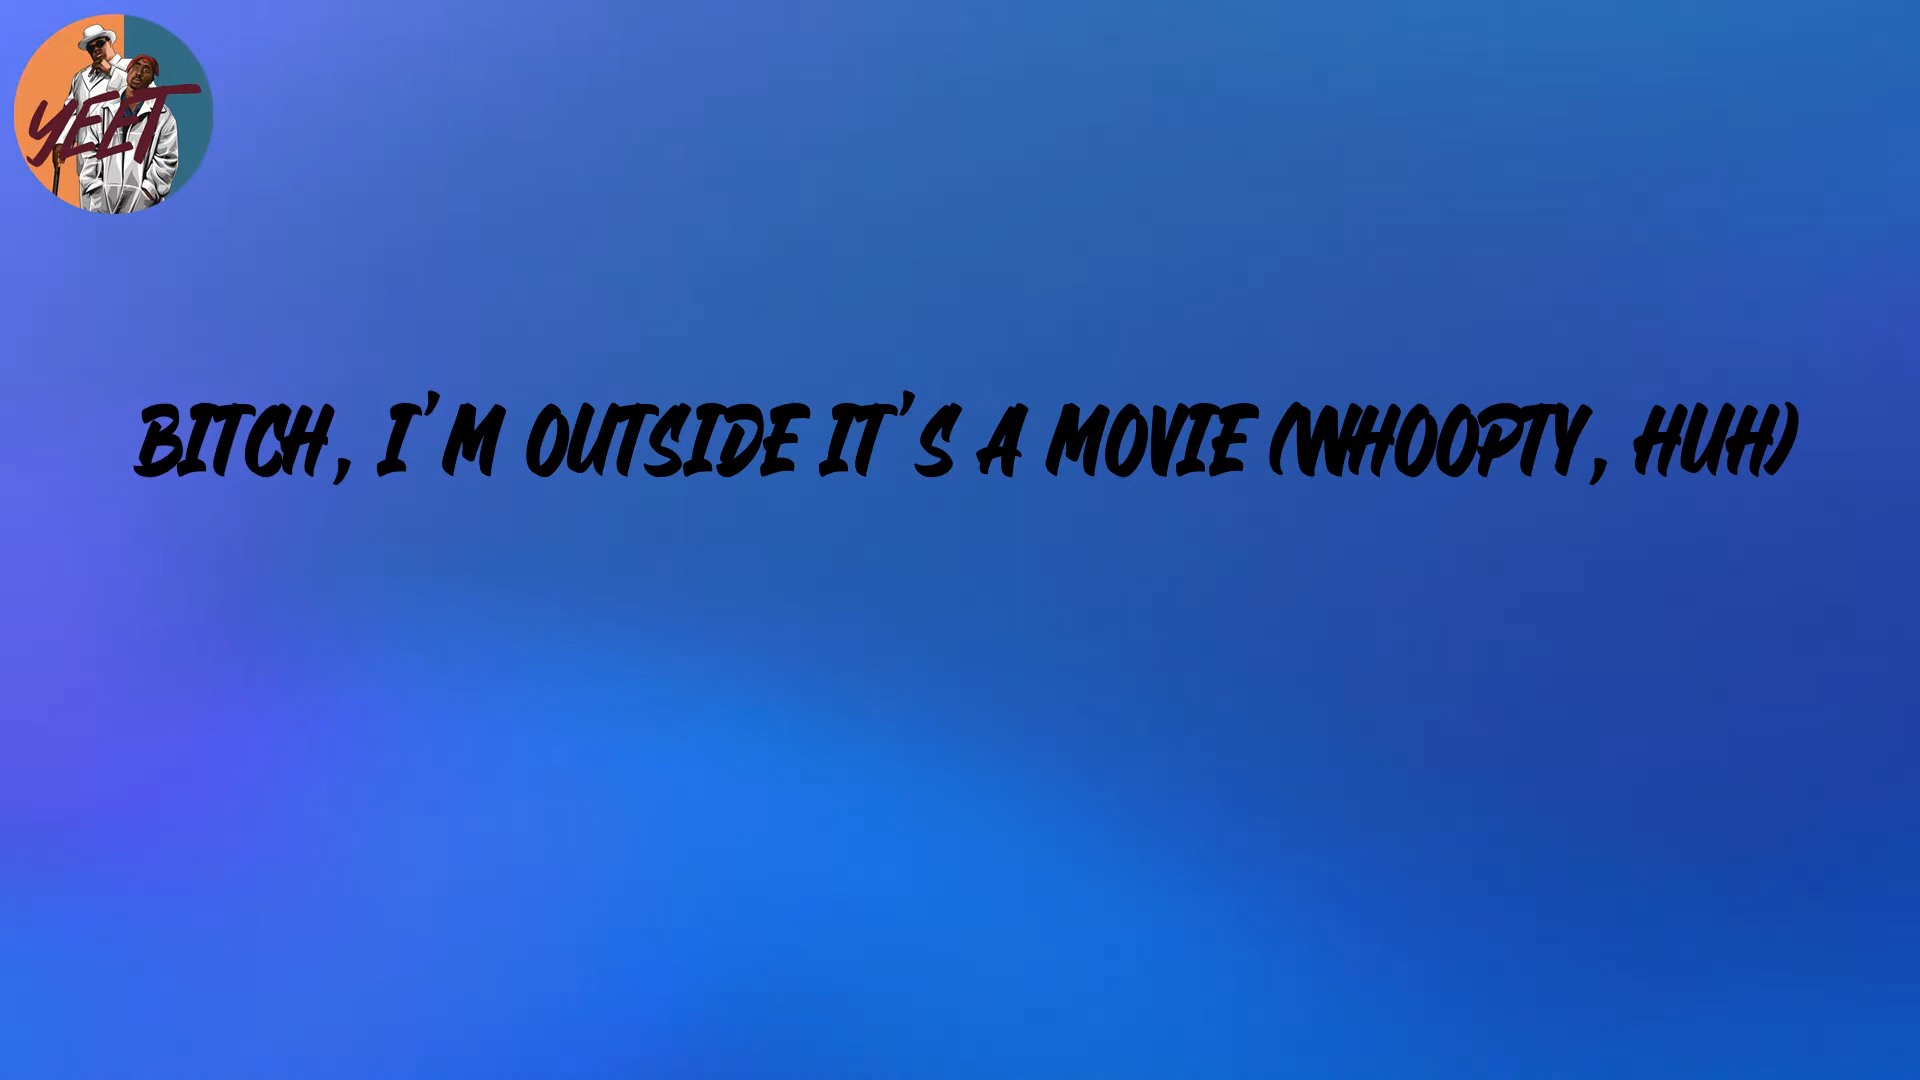 YEET
BITCH, I'M OUTSIDE IT'S A MOVIE (WHOOPTY, HUH)